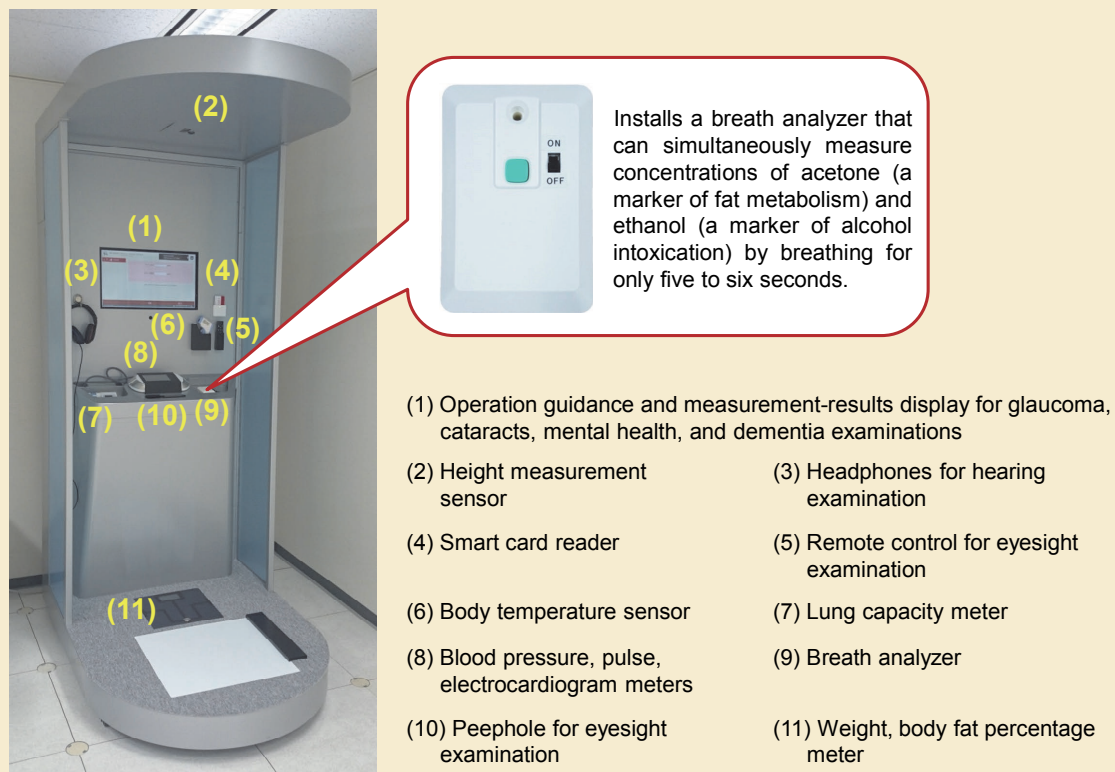 (2)
(1)
(3)
(4)
(6)
(5)
(8)
(7)
(10)
(9)
(11)
ON
OFF
Installs a breath analyzer that
can simultaneously measure
concentrations of acetone (a
marker of fat metabolism) and
ethanol (a marker of alcohol
intoxication) by breathing for
only five to six seconds.
(1) Operation guidance and measurement-results display for glaucoma,
cataracts, mental health, and dementia examinations
(2) Height measurement
sensor
(3) Headphones for hearing
examination
(4) Smart card reader
(5) Remote control for eyesight
examination
(6) Body temperature sensor
(7) Lung capacity meter
(8) Blood pressure, pulse,
electrocardiogram meters
(9) Breath analyzer
(10) Peephole for eyesight
examination
(11) Weight, body fat percentage
meter